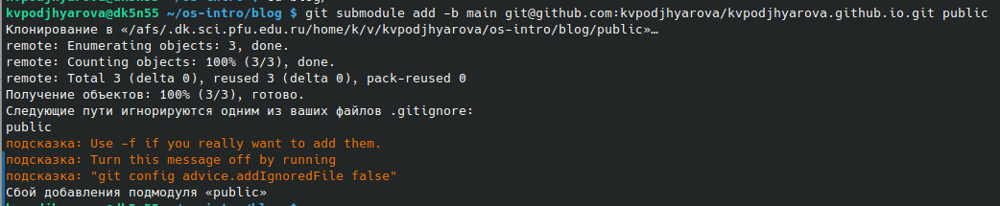 kvpodjhyarova@dk5n55 ~/os-intro/blog $ git submodule add -b main git@github.com:kvpodjhyarova/kvpodjhyarova.github.io.git public
Клонирование в «/afs/.dk.sci.pfu.edu.ru/home/k/v/kvpodjhyarova/os-intro/blog/public»…
remote: Enumerating objects: 3, done.
remote: Counting objects: 100% (3/3), done.
remote: Total 3 (delta 0), reused 3 (delta 0), pack-reused 0
Получение объектов: 100% (3/3), готово.
Следующие пути игнорируются одним из ваших файлов .gitignore:
public
подсказка: Use -f if you really want to add them.
подсказка: Turn this message off by running
подсказка: "git config advice.addIgnoredFile false"
Сбой добавления подмодуля «public»